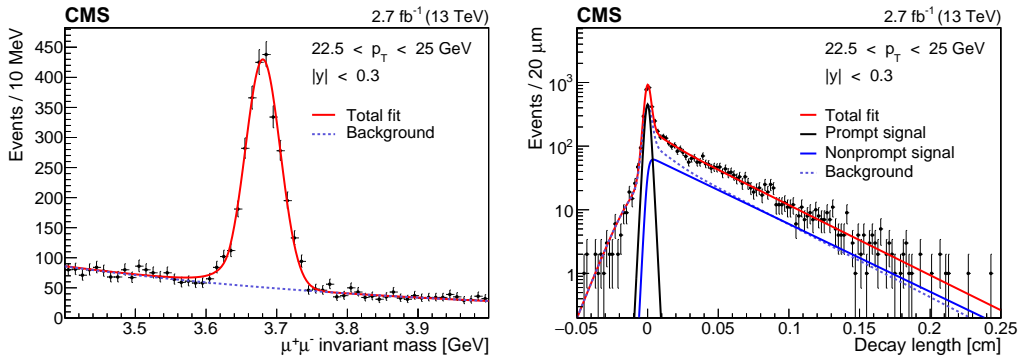 CMS
2.7 fb⁻¹ (13 TeV)
Events / 10 MeV
450
400
350
300
250
200
150
100
50
0
22.5 < p_T < 25 GeV
|y| < 0.3
Total fit
Background
3.5
3.6
3.7
3.8
3.9
μ⁺μ⁻ invariant mass [GeV]
CMS
2.7 fb⁻¹ (13 TeV)
Events / 20 μm
10³
10²
10
1
22.5 < p_T < 25 GeV
|y| < 0.3
Total fit
Prompt signal
Nonprompt signal
Background
−0.05
0
0.05
0.1
0.15
0.2
0.25
Decay length [cm]